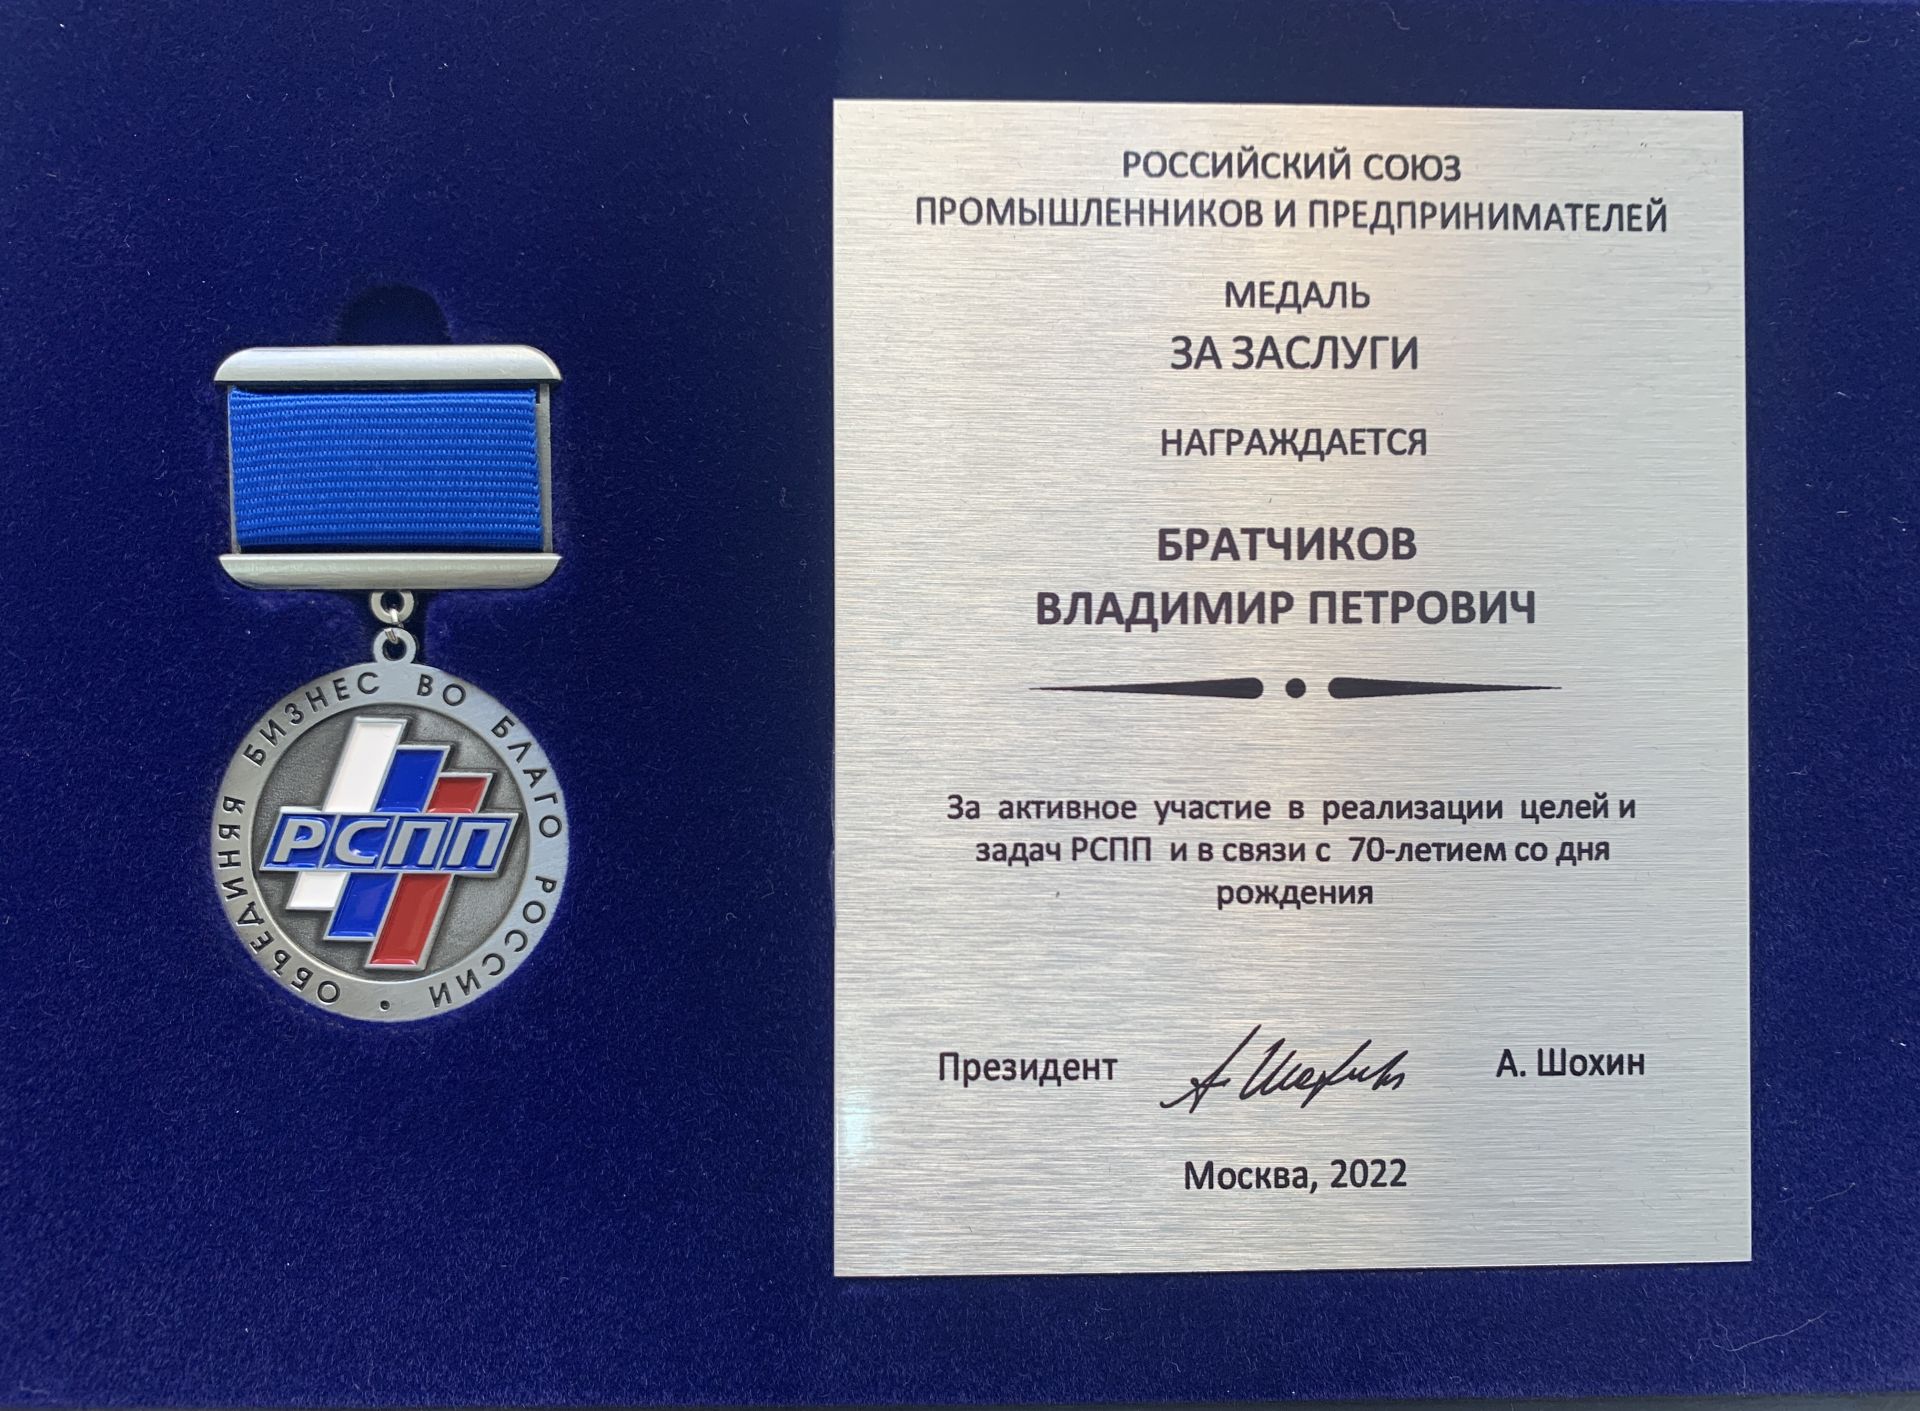 ОБЪЕДИНЯЯ БИЗНЕС ВО БЛАГО РОССИИ •
РСПП
РОССИЙСКИЙ СОЮЗ
ПРОМЫШЛЕННИКОВ И ПРЕДПРИНИМАТЕЛЕЙ
МЕДАЛЬ
ЗА ЗАСЛУГИ
НАГРАЖДАЕТСЯ
БРАТЧИКОВ
ВЛАДИМИР ПЕТРОВИЧ
За активное участие в реализации целей и
задач РСПП и в связи с 70-летием со дня
рождения
Президент А. Шохин А. Шохин
Москва, 2022